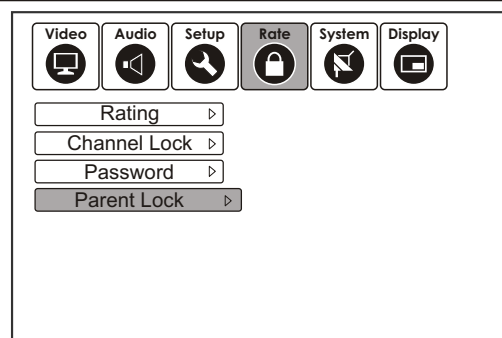 Video Audio Setup Rate System Display
Rating
Channel Lock
Password
Parent Lock